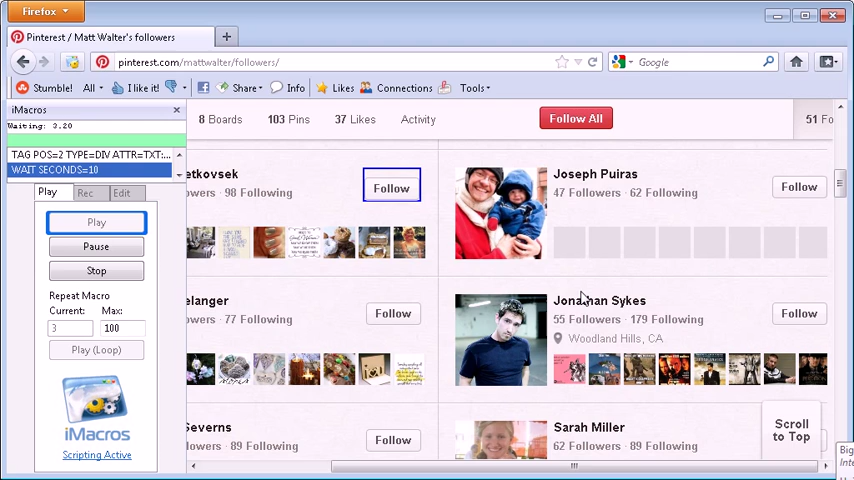 Firefox
Pinterest / Matt Walter's followers
pinterest.com/mattwalter/followers/
Google
Stumble! All I like it! Share Info Likes Connections Tools
iMacros
Waiting: 3.20
TAG POS=2 TYPE=DIV ATTR=TXT:...
WAIT SECONDS=10
Play Rec Edit
Play
Pause
Stop
Repeat Macro
Current: Max:
3 100
Play (Loop)
iMacros
Scripting Active
8 Boards 103 Pins 37 Likes Activity Follow All 51 Fo
etkovsek
owers · 98 Following
Follow
Joseph Puiras
47 Followers · 62 Following
Follow
elanger
owers · 77 Following
Follow
Jonathan Sykes
55 Followers · 179 Following
Woodland Hills, CA
Follow
Severns
owers · 89 Following
Follow
Sarah Miller
62 Followers · 89 Following
Scroll
to Top
Big
Inte